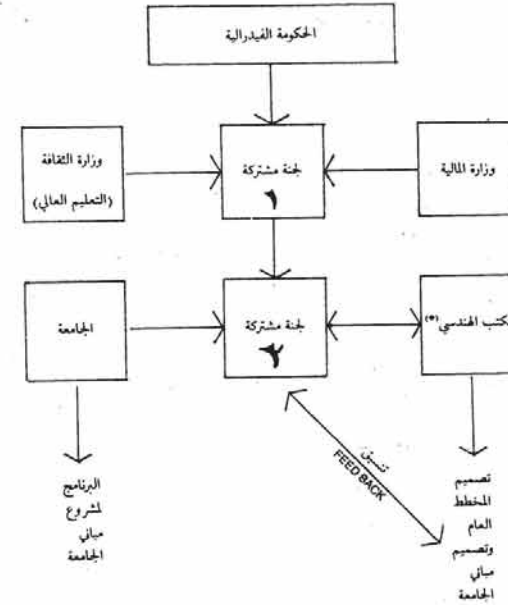 الحكومة الفيدرالية
وزارة الثقافة
(التعليم العالي)
لجنة مشتركة
١
وزارة المالية
الجامعة
لجنة مشتركة
٢
لكتب الهندسي (*)
تنسيق
FEED BACK
البرنامج
لمشروع
مباني
الجامعة
تصميم
المخطط
العام
وتصميم
مباني
الجامعة